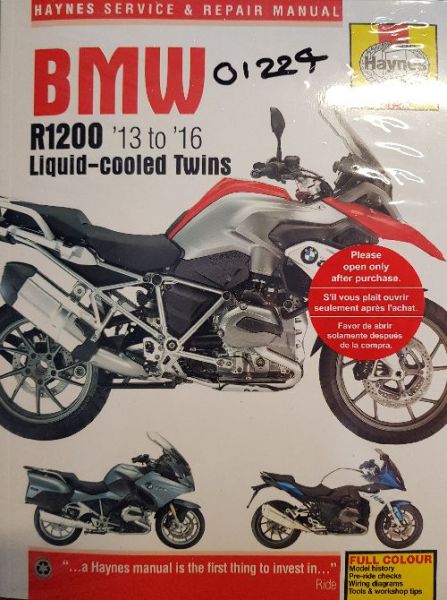 HAYNES SERVICE & REPAIR MANUAL
BMW
01224
Haynes
R1200 '13 to '16
Liquid-cooled Twins
Please
open only
after purchase.
S'il vous plait ouvrir
seulement après l'achat.
Favor de abrir
solamente después
de la compra.
"...a Haynes manual is the first thing to invest in..."
Ride
FULL COLOUR
Model history
Pre-ride checks
Wiring diagrams
Tools & workshop tips